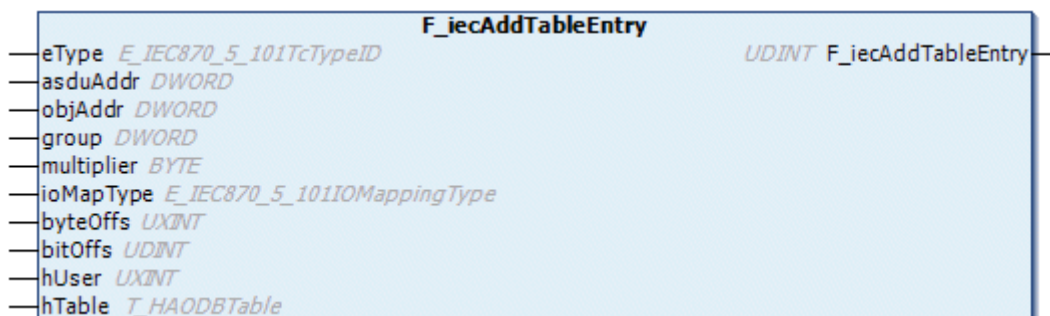 F_iecAddTableEntry
eType E_IEC870_5_101TcTypeID UDINT F_iecAddTableEntry
asduAddr DWORD
objAddr DWORD
group DWORD
multiplier BYTE
ioMapType E_IEC870_5_101IOMappingType
byteOffs UXINT
bitOffs UDINT
hUser UXINT
hTable T_HAODBTable